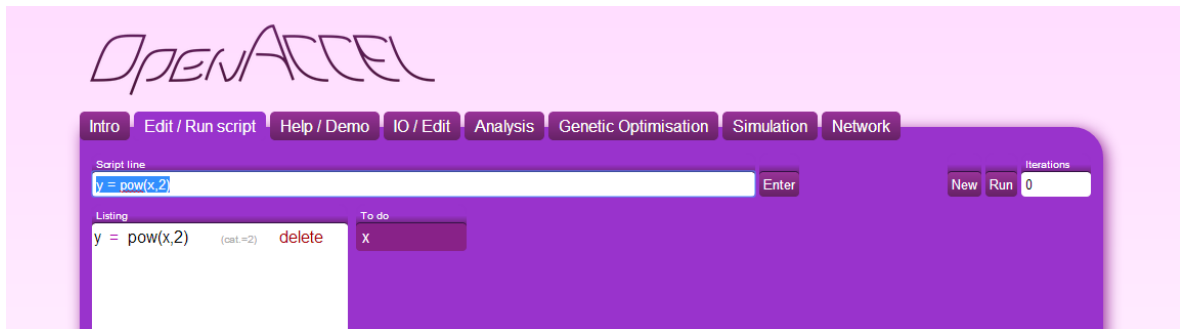 OpenAccel
Intro Edit / Run script Help / Demo IO / Edit Analysis Genetic Optimisation Simulation Network
Script line Iterations
y = pow(x,2) Enter New Run 0
Listing To do
y = pow(x,2) (cat.=2) delete x